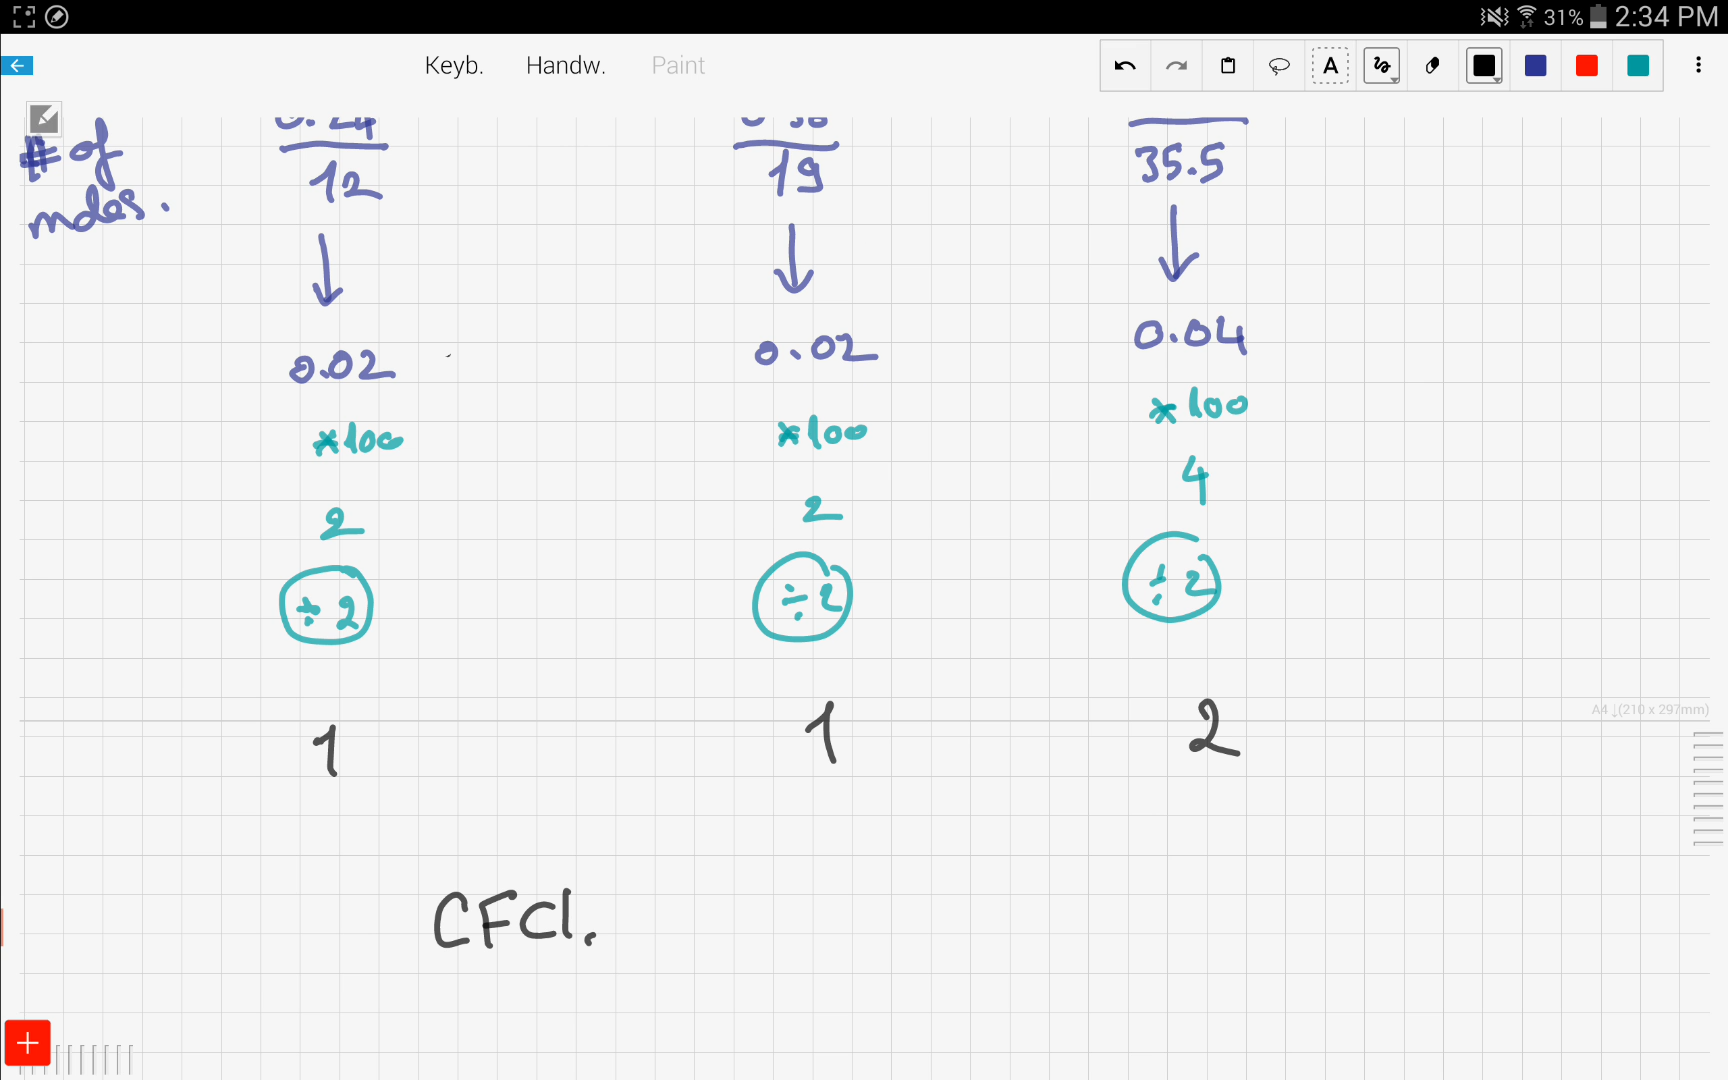 31% 2:34 PM
Keyb. Handw. Paint A
# of
moles.
12 19 35.5
0.02 0.02 0.04
*100 *100 *100
2 2 4
÷2 ÷2 ÷2
1 1 2
A4 ↓(210 x 297mm)
CFCl.